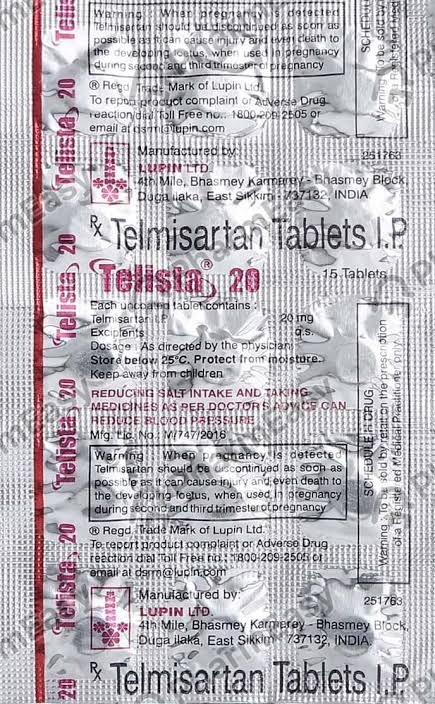 Warning : When pregnancy is detected
Telmisartan should be discontinued as soon as
possible as it can cause injury and even death to
the developing foetus, when used in pregnancy
during second and third trimester of pregnancy
® Regd. Trade Mark of Lupin Ltd.
To report product complaint or Adverse Drug
reaction dial Toll Free no.: 1800-209-2505 or
email at dsrm@lupin.com
Manufactured by:
LUPIN LTD.
4th Mile, Bhasmey Kamarey - Bhasmey Block,
Duga ilaka, East Sikkim - 737132, INDIA
251763
Rx Telmisartan Tablets I.P.
Telista® 20
15 Tablets
Each uncoated tablet contains :
Telmisartan I.P. 20 mg
Excipients q.s.
Dosage : As directed by the physician
Store below 25°C. Protect from moisture.
Keep away from children
REDUCING SALT INTAKE AND TAKING
MEDICINES AS PER DOCTOR'S ADVICE CAN
REDUCE BLOOD PRESSURE
Mfg. Lic. No.: M/747/2016
Warning : When pregnancy is detected
Telmisartan should be discontinued as soon as
possible as it can cause injury and even death to
the developing foetus, when used in pregnancy
during second and third trimester of pregnancy
SCHEDULE H DRUG
Warning : To be sold by retail on the prescription
of a Registered Medical Practitioner only.
® Regd. Trade Mark of Lupin Ltd.
To report product complaint or Adverse Drug
reaction dial Toll Free no.: 1800-209-2505 or
email at dsrm@lupin.com
Manufactured by:
LUPIN LTD.
4th Mile, Bhasmey Kamarey - Bhasmey Block,
Duga ilaka, East Sikkim - 737132, INDIA.
251763
Rx Telmisartan Tablets I.P.
Telista 20
Telista 20
Telista 20
Telista 20
Telista 20